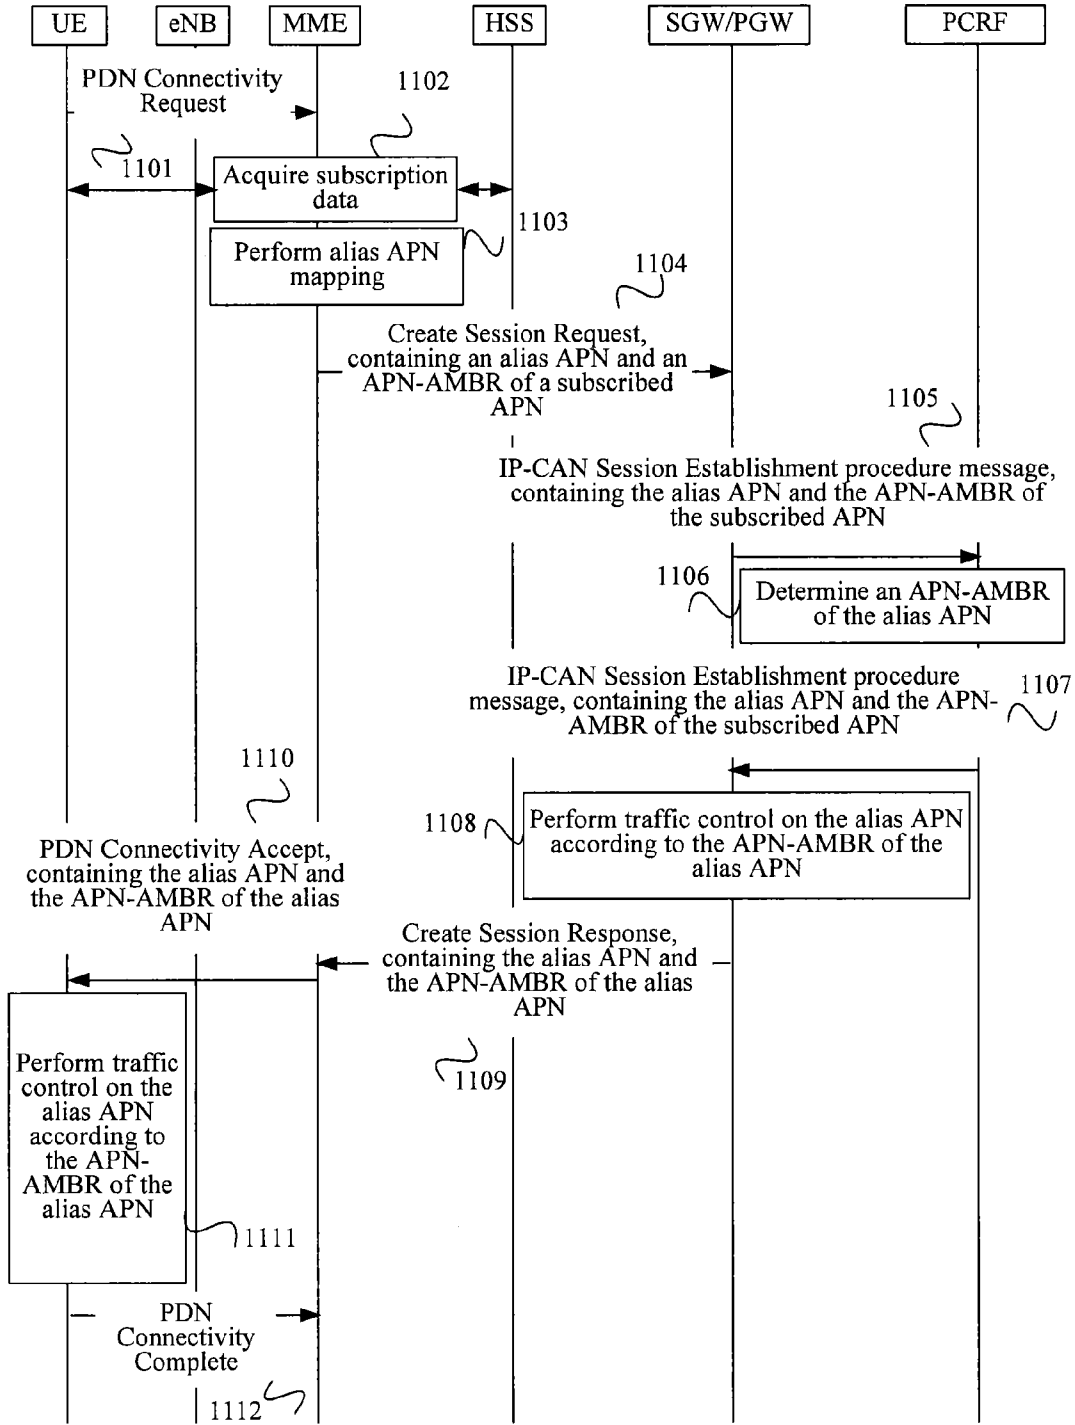 UE
eNB
MME
HSS
SGW/PGW
PCRF
PDN Connectivity
Request
1102
1101
Acquire subscription
data
1103
Perform alias APN
mapping
1104
Create Session Request,
containing an alias APN and an
APN-AMBR of a subscribed
APN
1105
IP-CAN Session Establishment procedure message,
containing the alias APN and the APN-AMBR of
the subscribed APN
1106
Determine an APN-AMBR
of the alias APN
IP-CAN Session Establishment procedure
message, containing the alias APN and the APN-
AMBR of the subscribed APN
1107
1110
1108
Perform traffic control on the alias APN
according to the APN-AMBR of the
alias APN
PDN Connectivity Accept,
containing the alias APN and
the APN-AMBR of the alias
APN
Create Session Response,
containing the alias APN and
the APN-AMBR of the alias
APN
1109
Perform traffic
control on the
alias APN
according to
the APN-
AMBR of the
alias APN
1111
PDN
Connectivity
Complete
1112